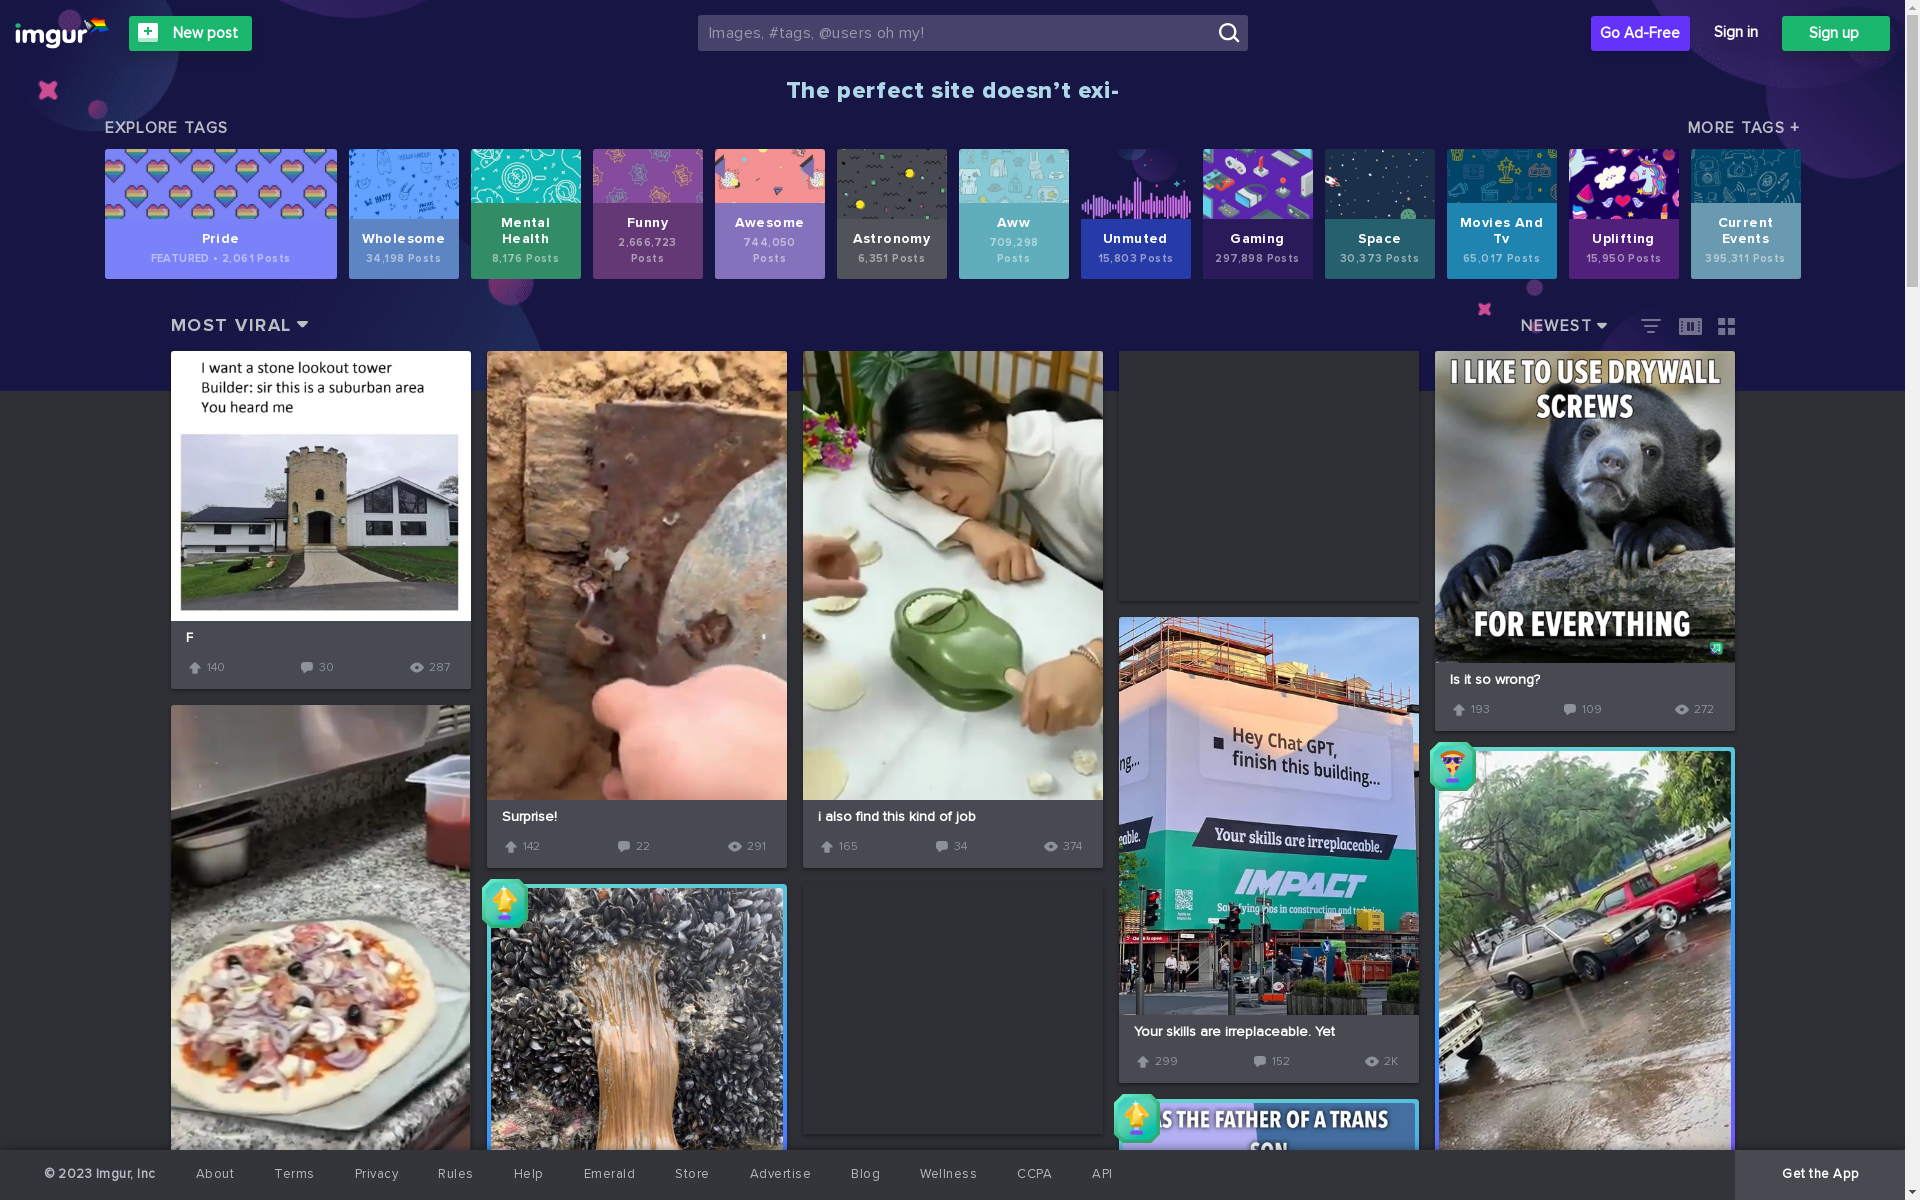 imgur
New post
Images, #tags, @users oh my!
Go Ad-Free
Sign in
Sign up
The perfect site doesn't exi-
EXPLORE TAGS
MORE TAGS +
Pride
FEATURED • 2,061 Posts
Wholesome
34,198 Posts
Mental
Health
8,176 Posts
Funny
2,666,723
Posts
Awesome
744,050
Posts
Astronomy
6,351 Posts
Aww
709,298
Posts
Unmuted
15,803 Posts
Gaming
297,898 Posts
Space
30,373 Posts
Movies And
Tv
65,017 Posts
Uplifting
15,950 Posts
Current
Events
395,311 Posts
MOST VIRAL
NEWEST
I want a stone lookout tower
Builder: sir this is a suburban area
You heard me
F
140
30
287
Surprise!
142
22
291
i also find this kind of job
165
34
374
Hey Chat GPT,
finish this building...
ng...
Your skills are irreplaceable.
able.
IMPACT
Your skills are irreplaceable. Yet
299
152
2K
I LIKE TO USE DRYWALL
SCREWS
FOR EVERYTHING
Is it so wrong?
193
109
272
AS THE FATHER OF A TRANS
SON
© 2023 Imgur, Inc
About
Terms
Privacy
Rules
Help
Emerald
Store
Advertise
Blog
Wellness
CCPA
API
Get the App